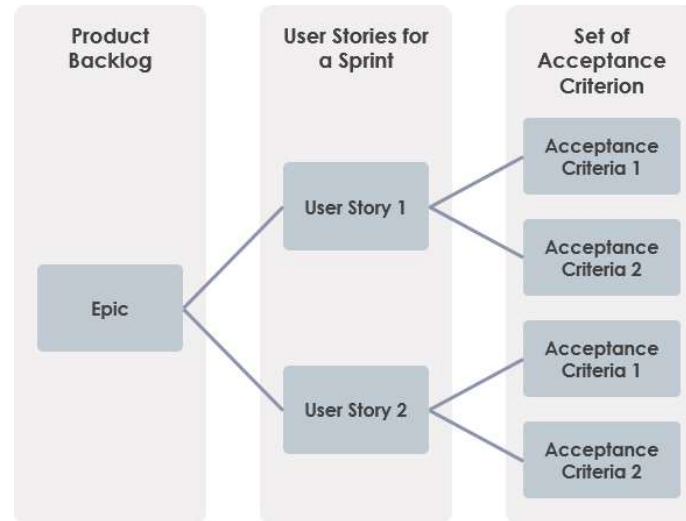 Product
Backlog
User Stories for
a Sprint
Set of
Acceptance
Criterion
Epic
User Story 1
User Story 2
Acceptance
Criteria 1
Acceptance
Criteria 2
Acceptance
Criteria 1
Acceptance
Criteria 2